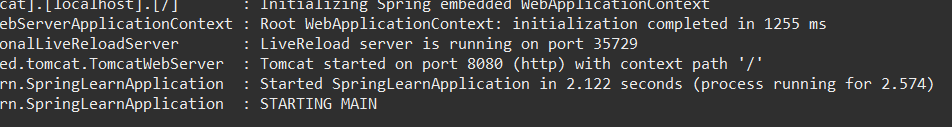 cat].[localhost].[/]       : Initializing Spring embedded WebApplicationContext
ebServerApplicationContext : Root WebApplicationContext: initialization completed in 1255 ms
onalLiveReloadServer       : LiveReload server is running on port 35729
ed.tomcat.TomcatWebServer  : Tomcat started on port 8080 (http) with context path '/'
rn.SpringLearnApplication  : Started SpringLearnApplication in 2.122 seconds (process running for 2.574)
rn.SpringLearnApplication  : STARTING MAIN